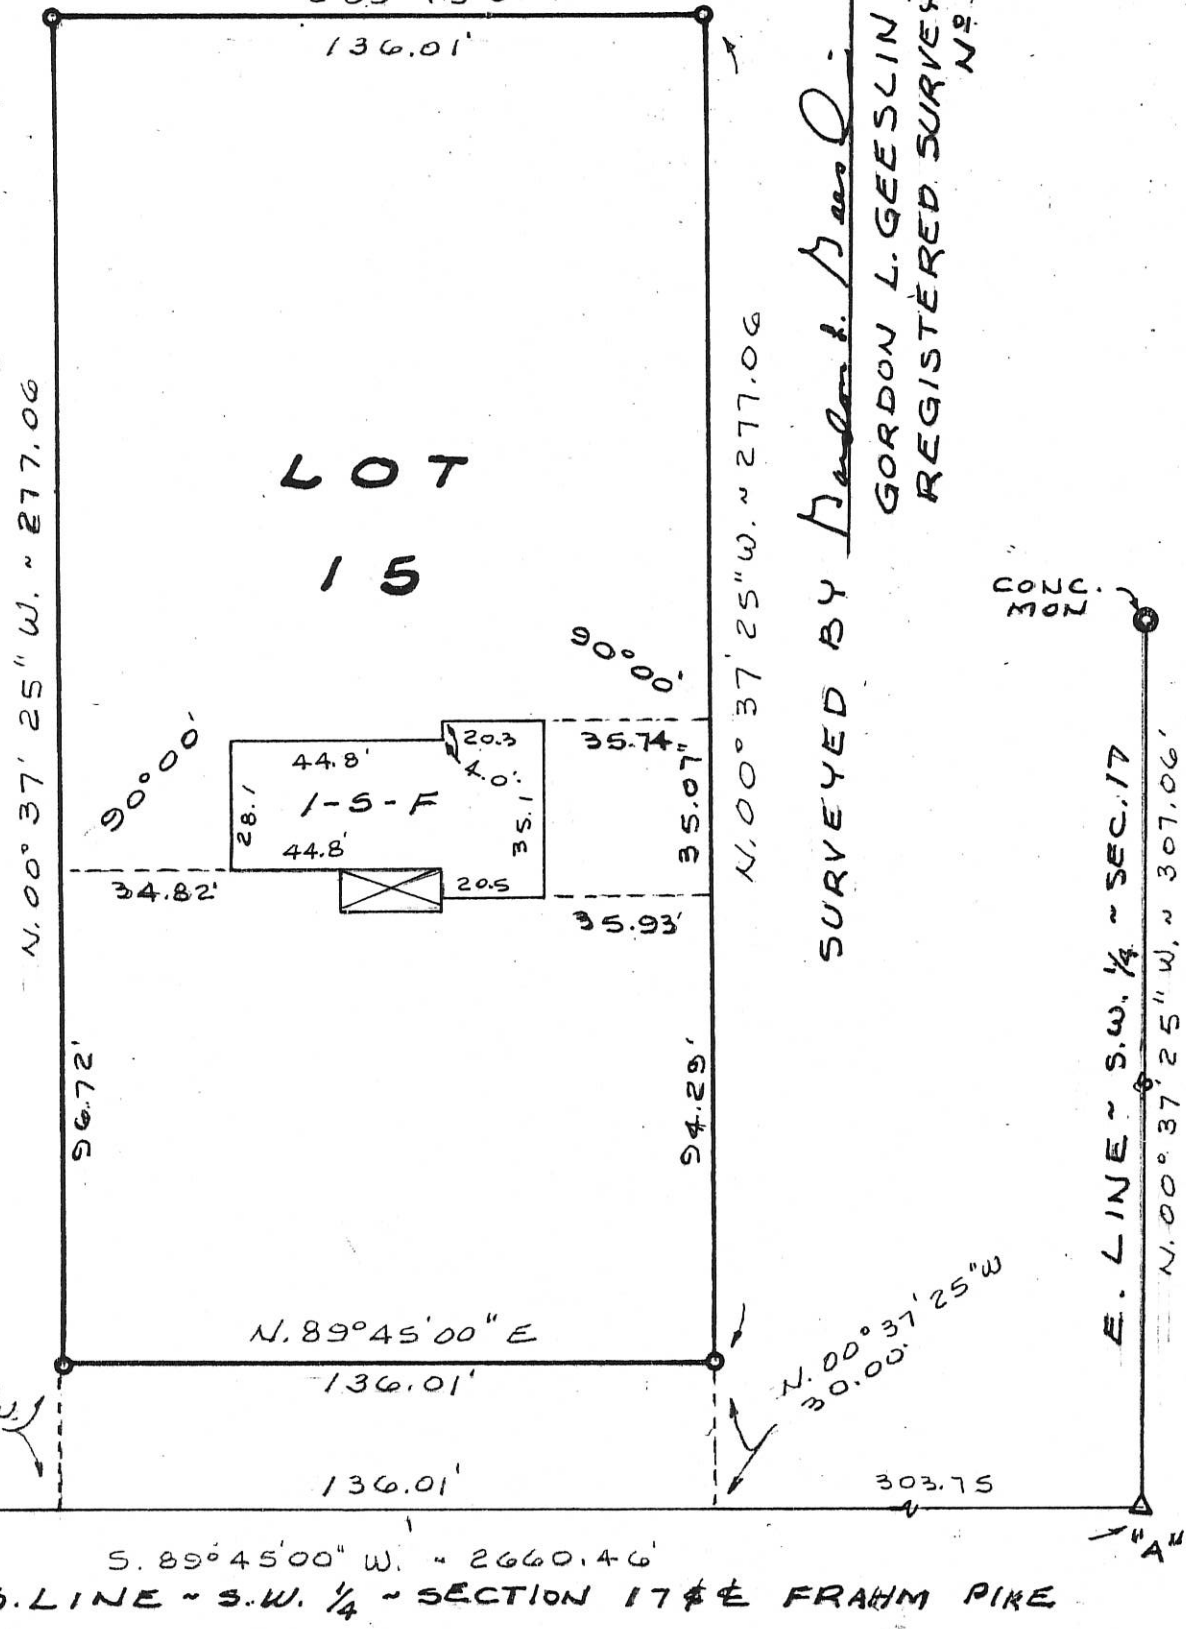 136.01'
N. 00° 37' 25" W. ~ 277.06
LOT
15
90°00'
90°00'
44.8'
20.3
4.0'
35.74
28.1
1-S-F
35.1
35.07'
44.8'
20.5
34.82'
35.93'
96.72'
94.29'
N. 00° 37' 25" W. ~ 277.06
SURVEYED BY
GORDON L. GEESLIN
REGISTERED SURVEY
Nº
CONC.
MON
E. LINE ~ S.W. 1/4 ~ SEC. 17
N. 00° 37' 25" W. ~ 307.06'
N. 89° 45' 00" E
136.01'
N. 00° 37' 25" W
30.00'
136.01'
303.75
"A"
S. 89° 45' 00" W. ~ 2660.46'
S. LINE ~ S.W. 1/4 ~ SECTION 17 & ℄ FRAHM PIKE